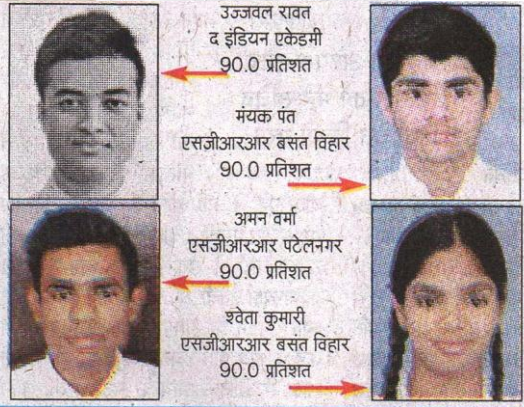 उज्जवल रावत
द इंडियन एकेडमी
90.0 प्रतिशत
मंयक पंत
एसजीआरआर बसंत विहार
90.0 प्रतिशत
अमन वर्मा
एसजीआरआर पटेलनगर
90.0 प्रतिशत
श्वेता कुमारी
एसजीआरआर बसंत विहार
90.0 प्रतिशत